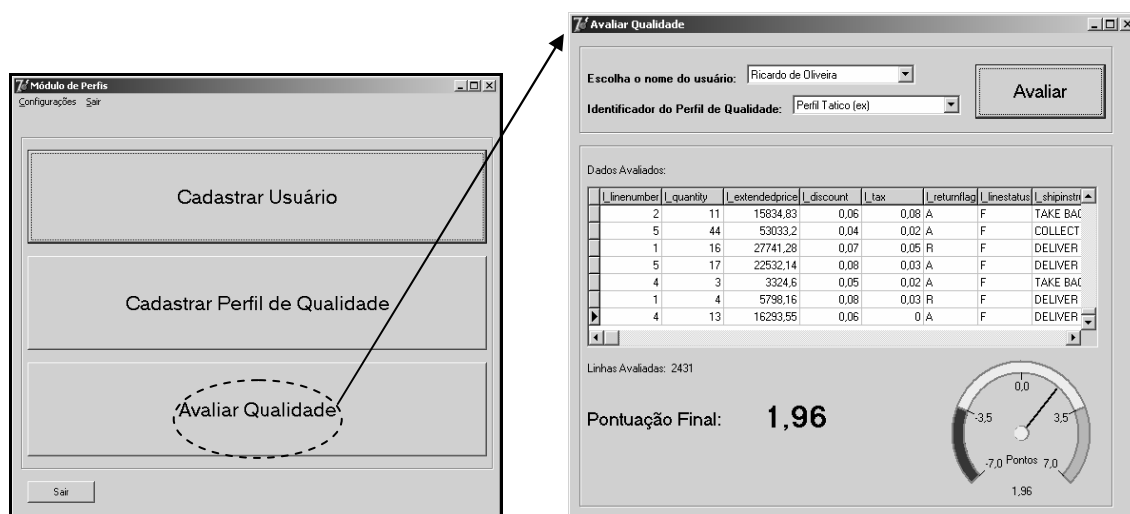 Módulo de Perfis
Configurações Sair
Cadastrar Usuário
Cadastrar Perfil de Qualidade
Avaliar Qualidade
Sair
Avaliar Qualidade
Escolha o nome do usuário: Ricardo de Oliveira
Identificador do Perfil de Qualidade: Perfil Tatico (ex)
Avaliar
Dados Avaliados:
l_linenumber l_quantity l_extendedprice l_discount l_tax l_returnflag l_linestatus l_shipinstru
2 11 15834,83 0,06 0,08 A F TAKE BAC
5 44 53033,2 0,04 0,02 A F COLLECT
1 16 27741,28 0,07 0,05 R F DELIVER
5 17 22532,14 0,08 0,03 A F DELIVER
4 3 3324,6 0,05 0,02 A F TAKE BAC
1 4 5798,16 0,08 0,03 R F DELIVER
4 13 16293,55 0,06 0 A F DELIVER
Linhas Avaliadas: 2431
Pontuação Final: 1,96
0,0
-3,5 3,5
-7,0 Pontos 7,0
1,96